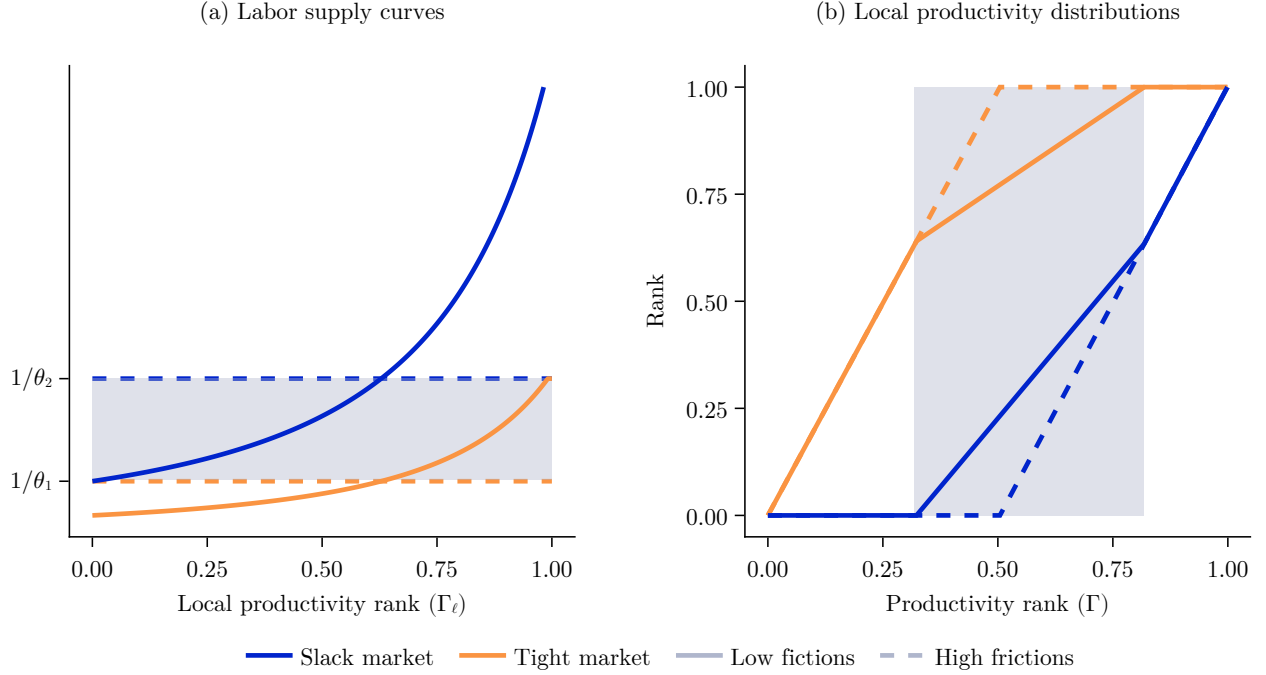 (a) Labor supply curves
1/θ₂
1/θ₁
0.00 0.25 0.50 0.75 1.00
Local productivity rank (Γ_ℓ)
(b) Local productivity distributions
1.00
0.75
0.50
0.25
0.00
Rank
0.00 0.25 0.50 0.75 1.00
Productivity rank (Γ)
Slack market Tight market Low fictions High frictions